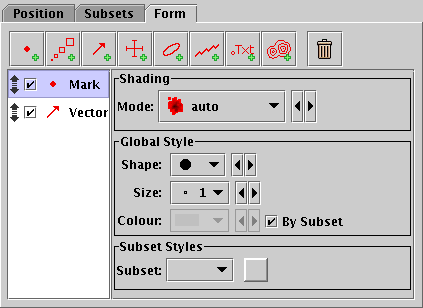 Position Subsets Form
.Txt
Mark
Vector
Shading
Mode: auto
Global Style
Shape:
Size: 1
Colour: By Subset
Subset Styles
Subset: